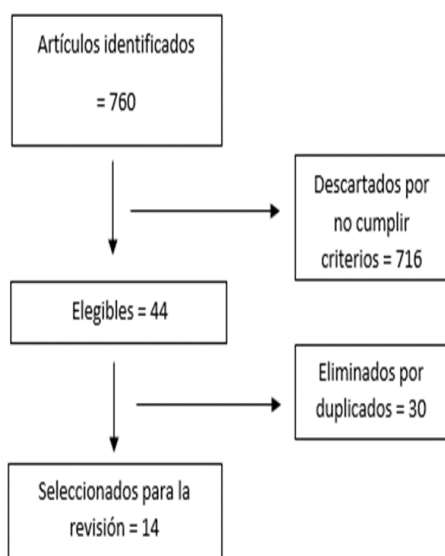 Artículos identificados
= 760
Descartados por
no cumplir
criterios = 716
Elegibles = 44
Eliminados por
duplicados = 30
Seleccionados para la
revisión = 14